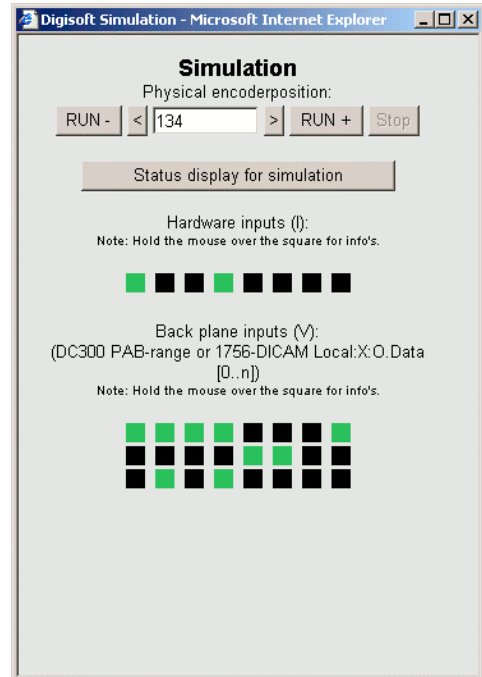 Digisoft Simulation - Microsoft Internet Explorer
Simulation
Physical encoderposition:
RUN - < 134 > RUN + Stop
Status display for simulation
Hardware inputs (I):
Note: Hold the mouse over the square for info's.
Back plane inputs (V):
(DC300 PAB-range or 1756-DICAM Local:X:O.Data
[0..n])
Note: Hold the mouse over the square for info's.